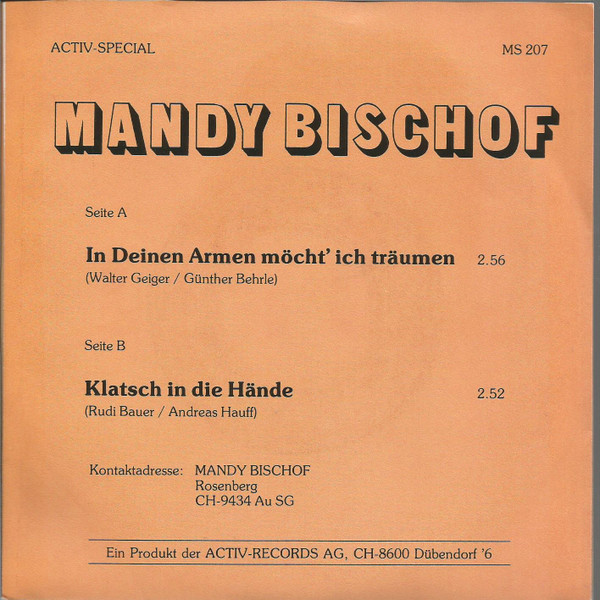 ACTIV-SPECIAL MS 207
MANDY BISCHOF
Seite A
In Deinen Armen möcht' ich träumen 2.56
(Walter Geiger / Günther Behrle)
Seite B
Klatsch in die Hände 2.52
(Rudi Bauer / Andreas Hauff)
Kontaktadresse: MANDY BISCHOF
Rosenberg
CH-9434 Au SG
Ein Produkt der ACTIV-RECORDS AG, CH-8600 Dübendorf '6